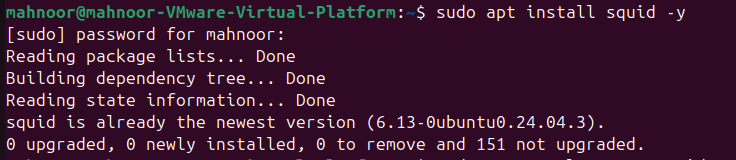 mahnoor@mahnoor-VMware-Virtual-Platform:~$ sudo apt install squid -y
[sudo] password for mahnoor:
Reading package lists... Done
Building dependency tree... Done
Reading state information... Done
squid is already the newest version (6.13-0ubuntu0.24.04.3).
0 upgraded, 0 newly installed, 0 to remove and 151 not upgraded.